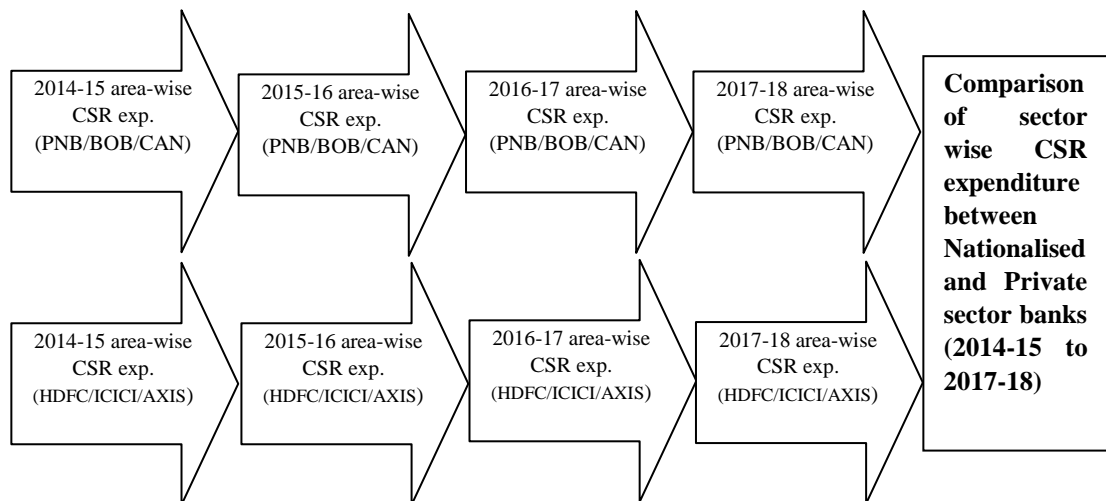 2014-15 area-wise
CSR exp.
(PNB/BOB/CAN)
2015-16 area-wise
CSR exp.
(PNB/BOB/CAN)
2016-17 area-wise
CSR exp.
(PNB/BOB/CAN)
2017-18 area-wise
CSR exp.
(PNB/BOB/CAN)
2014-15 area-wise
CSR exp.
(HDFC/ICICI/AXIS)
2015-16 area-wise
CSR exp.
(HDFC/ICICI/AXIS)
2016-17 area-wise
CSR exp.
(HDFC/ICICI/AXIS)
2017-18 area-wise
CSR exp.
(HDFC/ICICI/AXIS)
Comparison
of sector
wise CSR
expenditure
between
Nationalised
and Private
sector banks
(2014-15 to
2017-18)